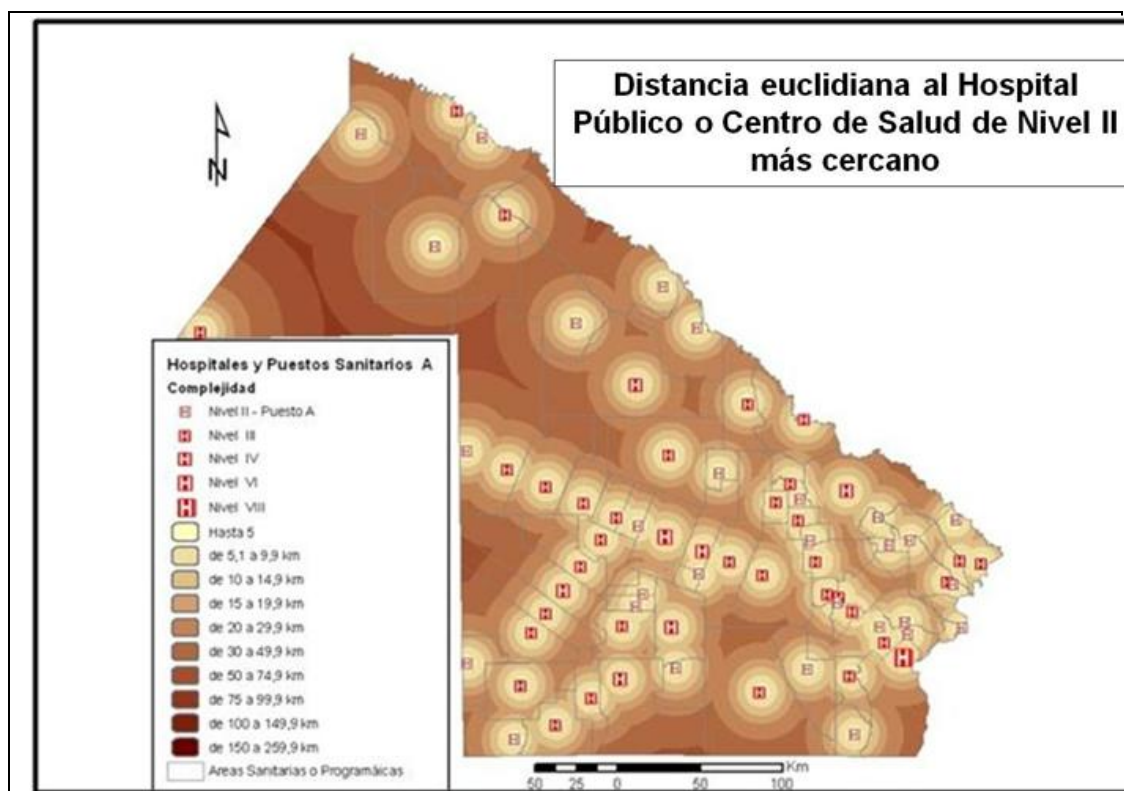 Distancia euclidiana al Hospital
Público o Centro de Salud de Nivel II
más cercano
N
Hospitales y Puestos Sanitarios A
Complejidad
Nivel II - Puesto A
Nivel III
Nivel IV
Nivel VI
Nivel VIII
Hasta 5
de 5,1 a 9,9 km
de 10 a 14,9 km
de 15 a 19,9 km
de 20 a 29,9 km
de 30 a 49,9 km
de 50 a 74,9 km
de 75 a 99,9 km
de 100 a 149,9 km
de 150 a 259,9 km
Areas Sanitarias o Programáicas
Km
50 25 0 50 100